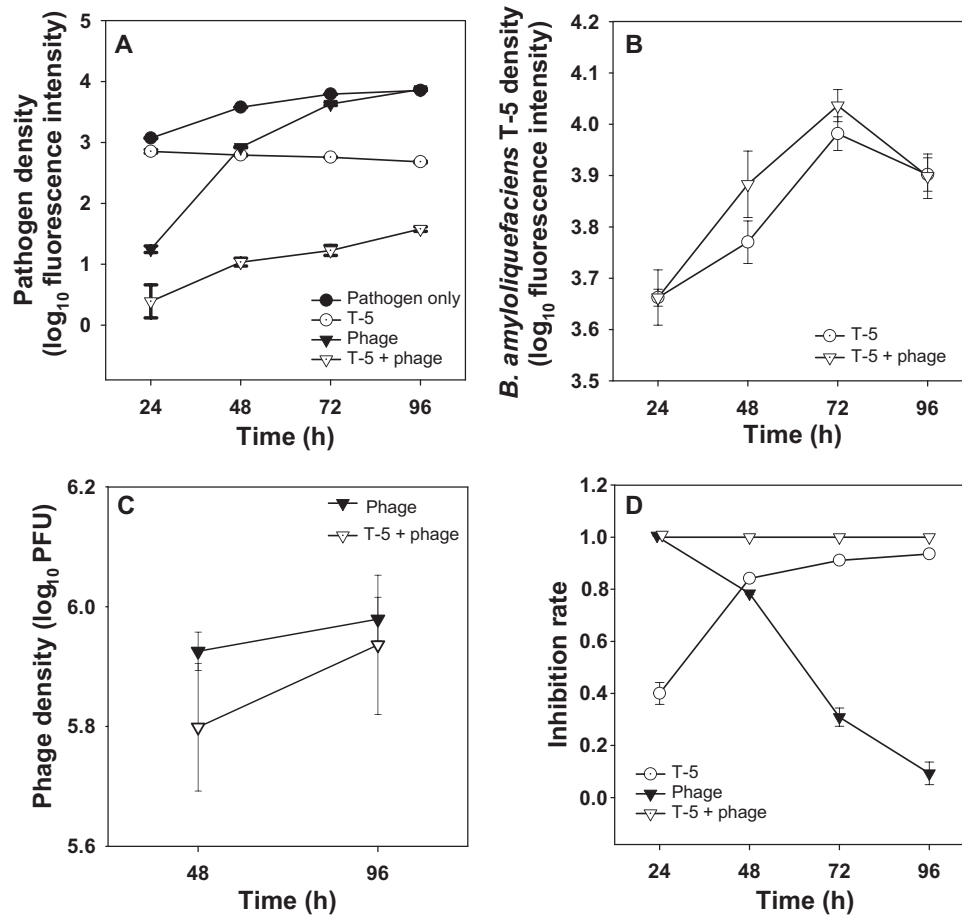 A
Pathogen density
(log10 fluorescence intensity)
5
4
3
2
1
0
Pathogen only
T-5
Phage
T-5 + phage
24 48 72 96
Time (h)
B
B. amyloliquefaciens T-5 density
(log10 fluorescence intensity)
4.2
4.1
4.0
3.9
3.8
3.7
3.6
3.5
T-5
T-5 + phage
24 48 72 96
Time (h)
C
Phage density (log10 PFU)
6.2
6.0
5.8
5.6
Phage
T-5 + phage
48 96
Time (h)
D
Inhibition rate
1.2
1.0
0.8
0.6
0.4
0.2
0.0
T-5
Phage
T-5 + phage
24 48 72 96
Time (h)